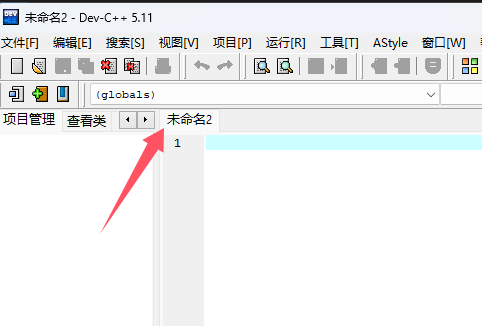 未命名2 - Dev-C++ 5.11
文件[F] 编辑[E] 搜索[S] 视图[V] 项目[P] 运行[R] 工具[T] AStyle 窗口[W]
(globals)
项目管理 查看类 未命名2
1